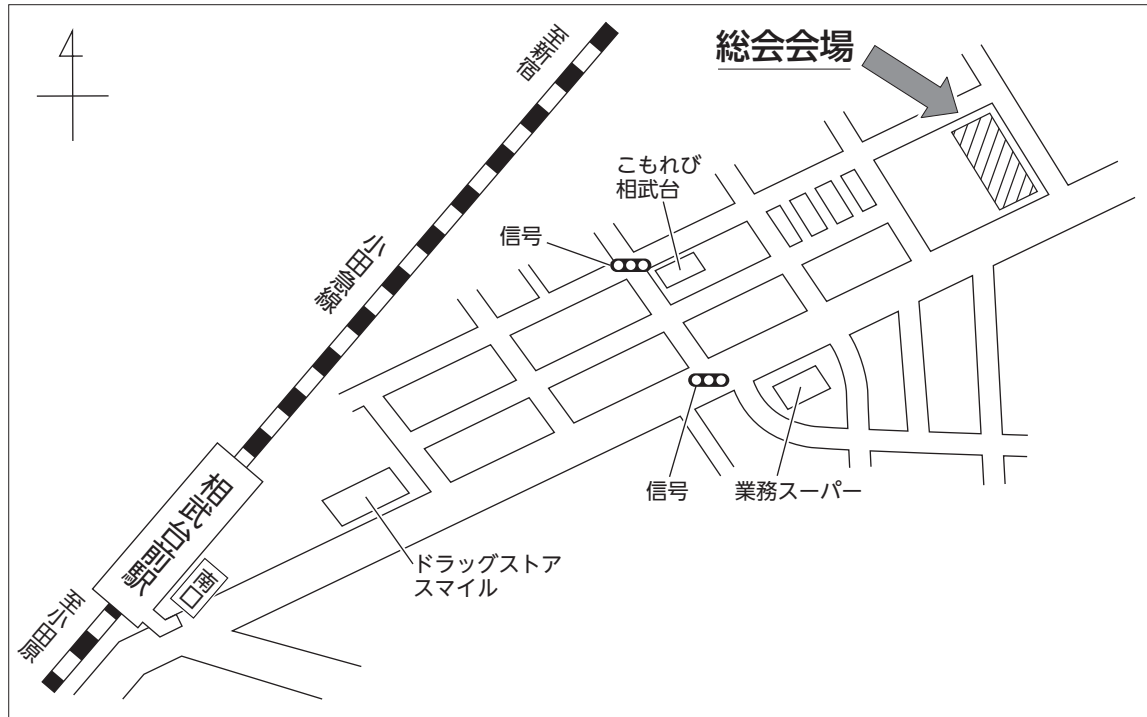 総会会場
至新宿
こもれび
相武台
信号
小田急線
信号
業務スーパー
相武台前駅
ドラッグストア
スマイル
南口
至小田原